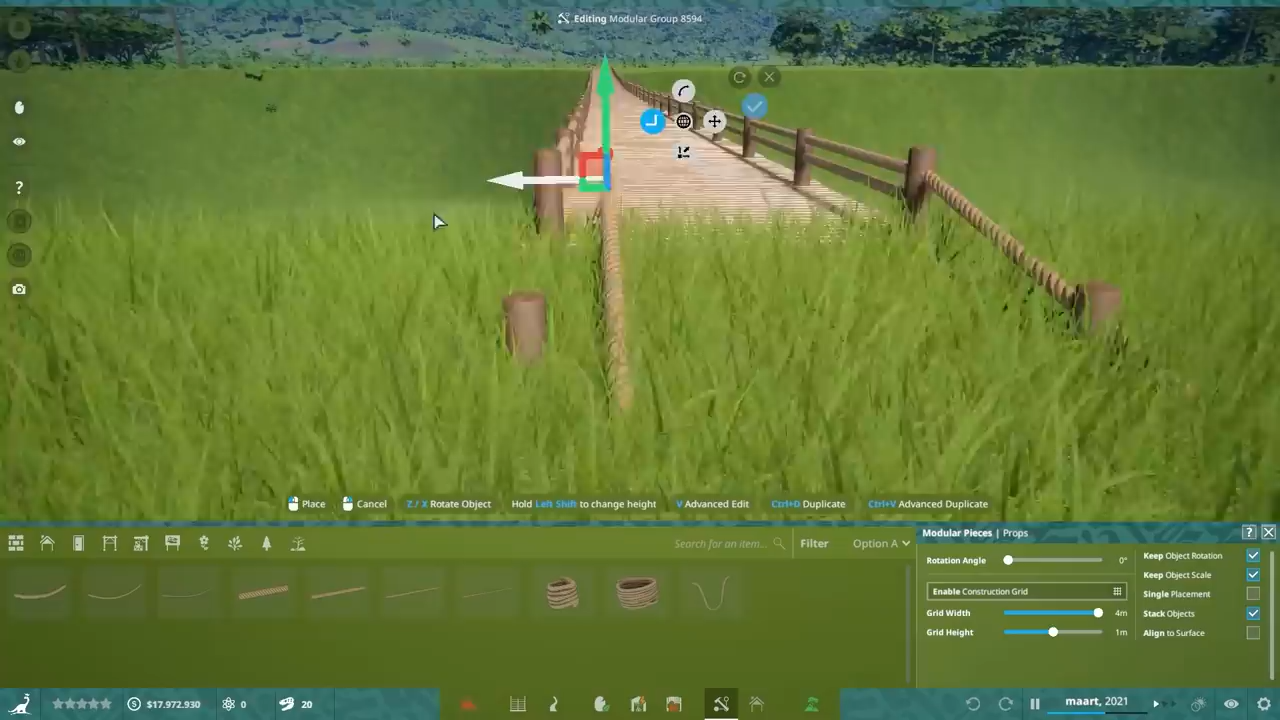 Editing Modular Group 8594
?
Place
Cancel
Z / X Rotate Object
Hold Left Shift to change height
V Advanced Edit
Ctrl+D Duplicate
Ctrl+V Advanced Duplicate
Search for an item...
Filter
Option A
Modular Pieces | Props
?
Rotation Angle 0°
Enable Construction Grid
Grid Width 4m
Grid Height 1m
Keep Object Rotation
Keep Object Scale
Single Placement
Stack Objects
Align to Surface
$17.972.930
0
20
maart, 2021